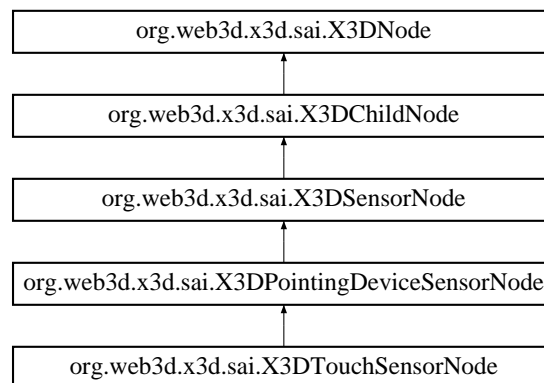 org.web3d.x3d.sai.X3DNode
org.web3d.x3d.sai.X3DChildNode
org.web3d.x3d.sai.X3DSensorNode
org.web3d.x3d.sai.X3DPointingDeviceSensorNode
org.web3d.x3d.sai.X3DTouchSensorNode